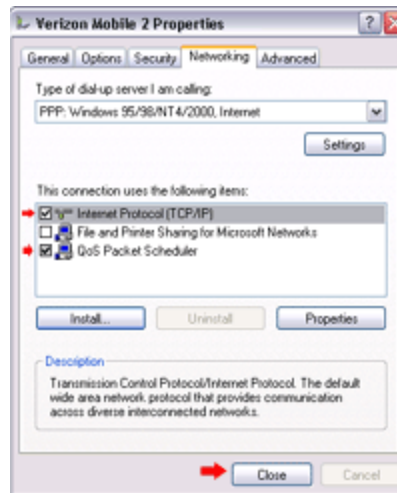 Verizon Mobile 2 Properties
General Options Security Networking Advanced
Type of dial-up server I am calling:
PPP: Windows 95/98/NT4/2000, Internet
Settings
This connection uses the following items:
Internet Protocol (TCP/IP)
File and Printer Sharing for Microsoft Networks
QoS Packet Scheduler
Install... Uninstall Properties
Description
Transmission Control Protocol/Internet Protocol. The default
wide area network protocol that provides communication
across diverse interconnected networks.
Close Cancel